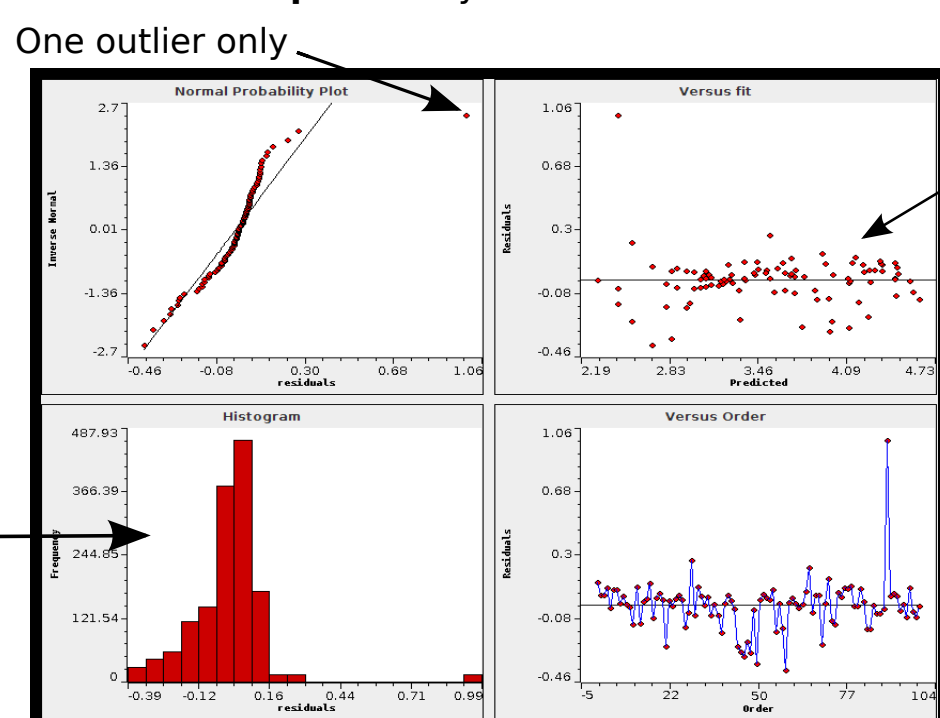 One outlier only
Normal Probability Plot
2.7
1.36
0.01
-1.36
-2.7
Inverse Normal
-0.46 -0.08 0.30 0.68 1.06
residuals
Versus fit
1.06
0.68
0.3
-0.08
-0.46
Residuals
2.19 2.83 3.46 4.09 4.73
Predicted
Histogram
487.93
366.39
244.85
121.54
0
Frequency
-0.39 -0.12 0.16 0.44 0.71 0.99
residuals
Versus Order
1.06
0.68
0.3
-0.08
-0.46
Residuals
-5 22 50 77 104
Order